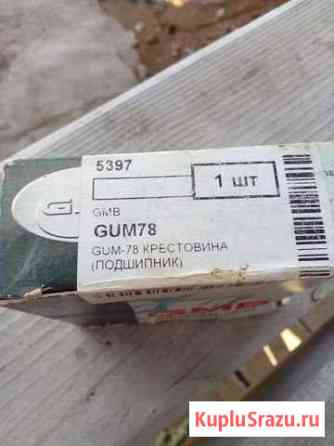 5397
1 шт
GMB
GUM78
GUM-78 КРЕСТОВИНА
(ПОДШИПНИК)
KupluSrazu.ru